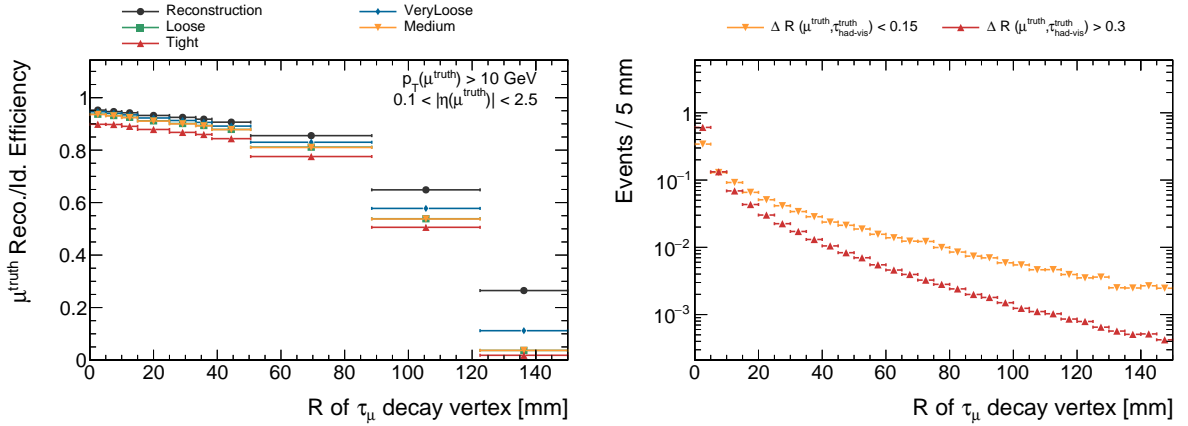 Reconstruction VeryLoose
Loose Medium
Tight
p_T(μ^truth) > 10 GeV
0.1 < |η(μ^truth)| < 2.5
μ^truth Reco./Id. Efficiency
1
0.8
0.6
0.4
0.2
0
0 20 40 60 80 100 120 140
R of τ_μ decay vertex [mm]
Δ R (μ^truth,τ^truth_had-vis) < 0.15 Δ R (μ^truth,τ^truth_had-vis) > 0.3
Events / 5 mm
1
10^−1
10^−2
10^−3
0 20 40 60 80 100 120 140
R of τ_μ decay vertex [mm]